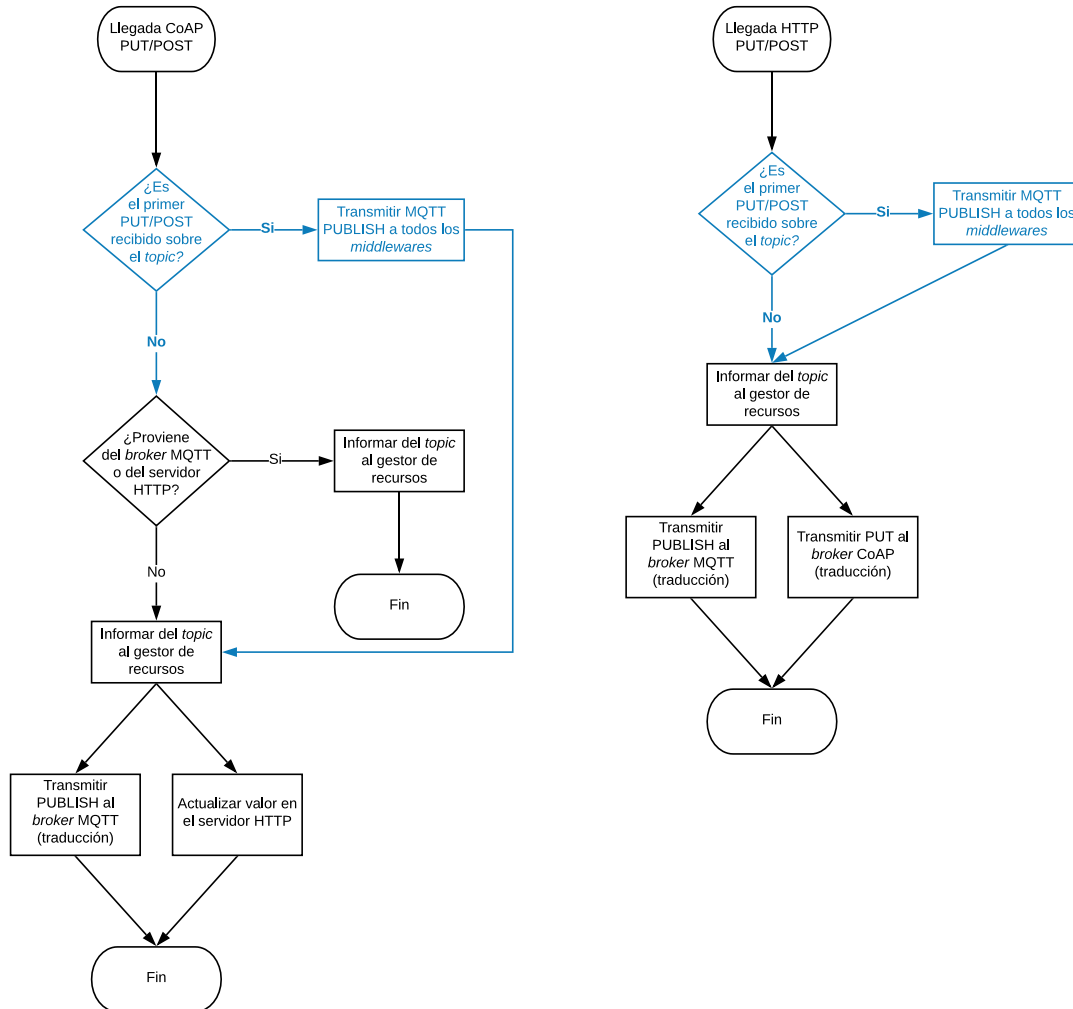 Llegada CoAP
PUT/POST
¿Es
el primer
PUT/POST
recibido sobre
el topic?
Si
Transmitir MQTT
PUBLISH a todos los
middlewares
No
¿Proviene
del broker MQTT
o del servidor
HTTP?
Si
Informar del topic
al gestor de
recursos
Fin
No
Informar del topic
al gestor de
recursos
Transmitir
PUBLISH al
broker MQTT
(traducción)
Actualizar valor en
el servidor HTTP
Fin
Llegada HTTP
PUT/POST
¿Es
el primer
PUT/POST
recibido sobre
el topic?
Si
Transmitir MQTT
PUBLISH a todos los
middlewares
No
Informar del topic
al gestor de
recursos
Transmitir
PUBLISH al
broker MQTT
(traducción)
Transmitir PUT al
broker CoAP
(traducción)
Fin